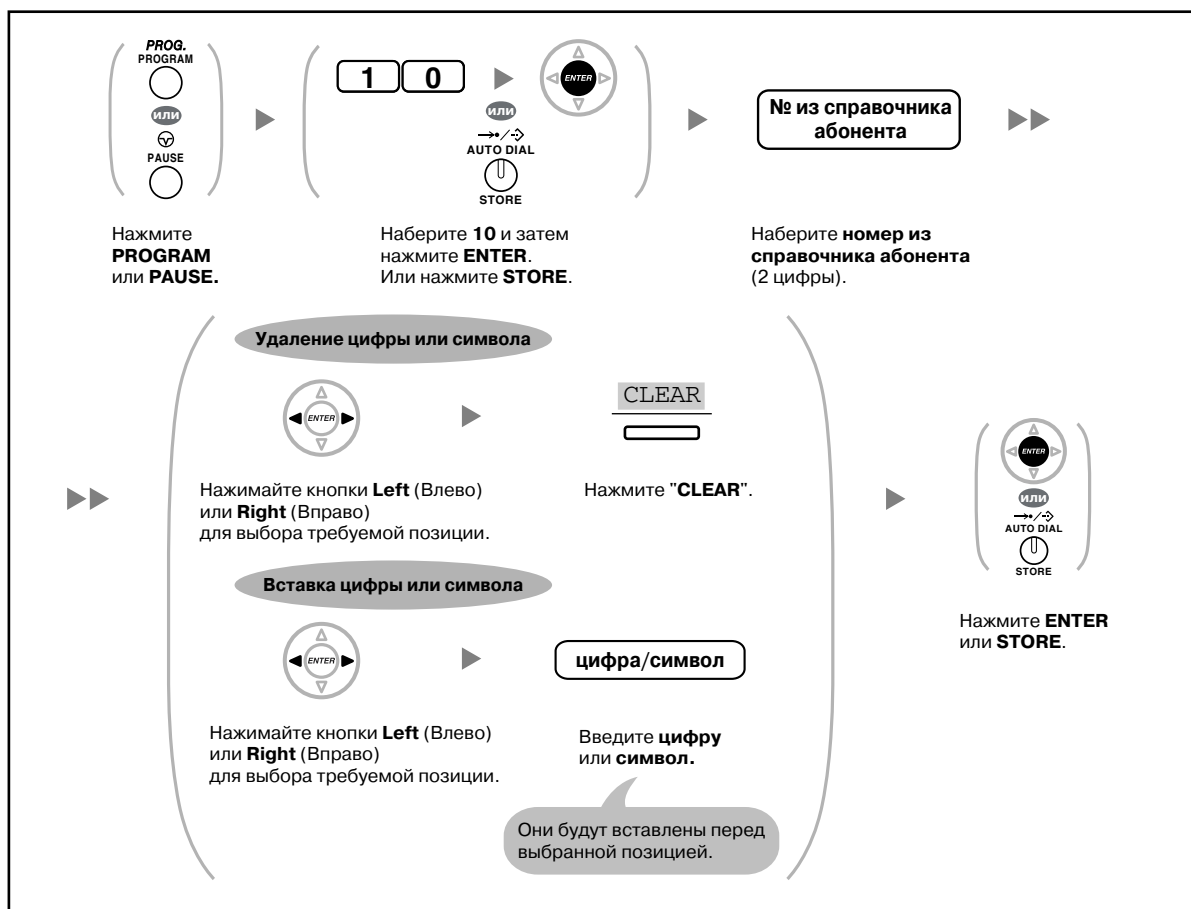 PROG.
PROGRAM
или
PAUSE
1 0
ENTER
или
AUTO DIAL
STORE
№ из справочника
абонента
Нажмите
PROGRAM
или PAUSE.
Наберите 10 и затем
нажмите ENTER.
Или нажмите STORE.
Наберите номер из
справочника абонента
(2 цифры).
Удаление цифры или символа
ENTER
CLEAR
Нажимайте кнопки Left (Влево)
или Right (Вправо)
для выбора требуемой позиции.
Нажмите "CLEAR".
Вставка цифры или символа
ENTER
цифра/символ
Нажимайте кнопки Left (Влево)
или Right (Вправо)
для выбора требуемой позиции.
Введите цифру
или символ.
Они будут вставлены перед
выбранной позицией.
ENTER
или
AUTO DIAL
STORE
Нажмите ENTER
или STORE.